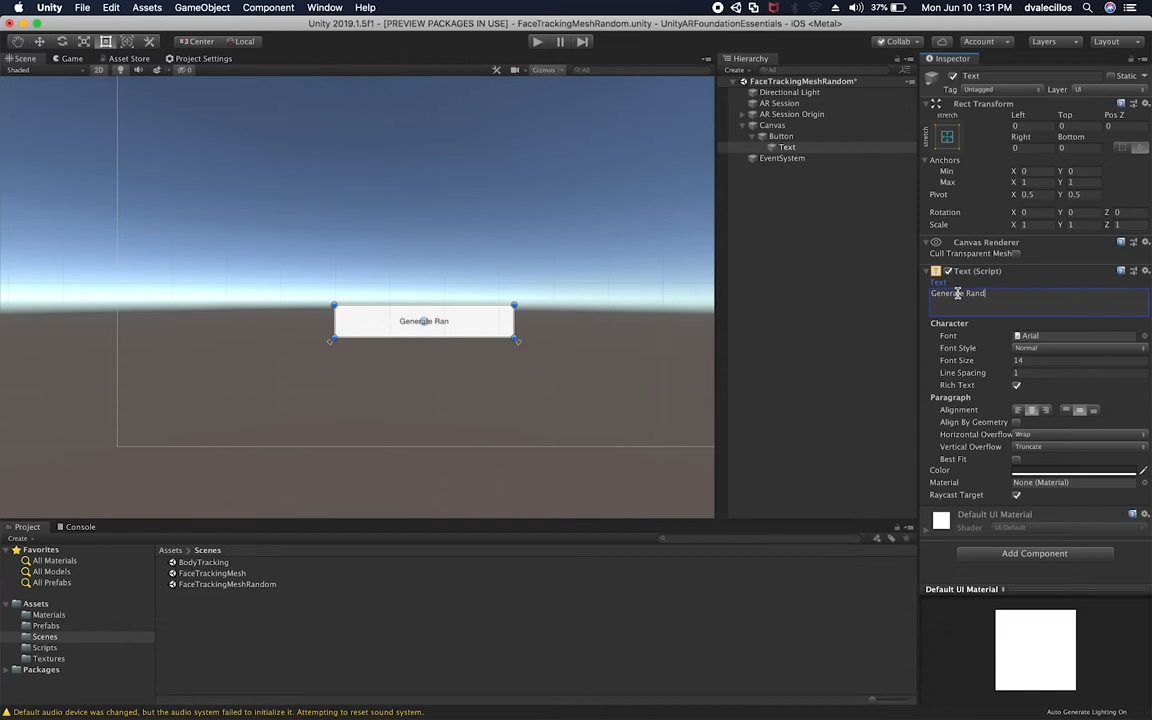 Unity File Edit Assets GameObject Component Window Help
37% Mon Jun 10 1:31 PM dvalecillos
Unity 2019.1.5f1 - [PREVIEW PACKAGES IN USE] - FaceTrackingMeshRandom.unity - UnityARFoundationEssentials - iOS <Metal>
Center Local Collab Account Layers Layout
Scene Game Asset Store Project Settings
Shaded 2D 0 Gizmos All
Generate Ran
Hierarchy
Create All
FaceTrackingMeshRandom*
Directional Light
AR Session
AR Session Origin
Canvas
Button
Text
EventSystem
Inspector
Text Static
Tag Untagged Layer UI
Rect Transform
stretch Left Top Pos Z
stretch 0 0 0
Right Bottom
0 0 R
Anchors
Min X 0 Y 0
Max X 1 Y 1
Pivot X 0.5 Y 0.5
Rotation X 0 Y 0 Z 0
Scale X 1 Y 1 Z 1
Canvas Renderer
Cull Transparent Mesh
Text (Script)
Text
Generate Rand
Character
Font Arial
Font Style Normal
Font Size 14
Line Spacing 1
Rich Text
Paragraph
Alignment
Align By Geometry
Horizontal Overflow Wrap
Vertical Overflow Truncate
Best Fit
Color
Material None (Material)
Raycast Target
Default UI Material
Shader UI/Default
Add Component
Default UI Material
Project Console
Create
Favorites
All Materials
All Models
All Prefabs
Assets
Materials
Prefabs
Scenes
Scripts
Textures
Packages
Assets Scenes
BodyTracking
FaceTrackingMesh
FaceTrackingMeshRandom
Default audio device was changed, but the audio system failed to initialize it. Attempting to reset sound system.
Auto Generate Lighting On